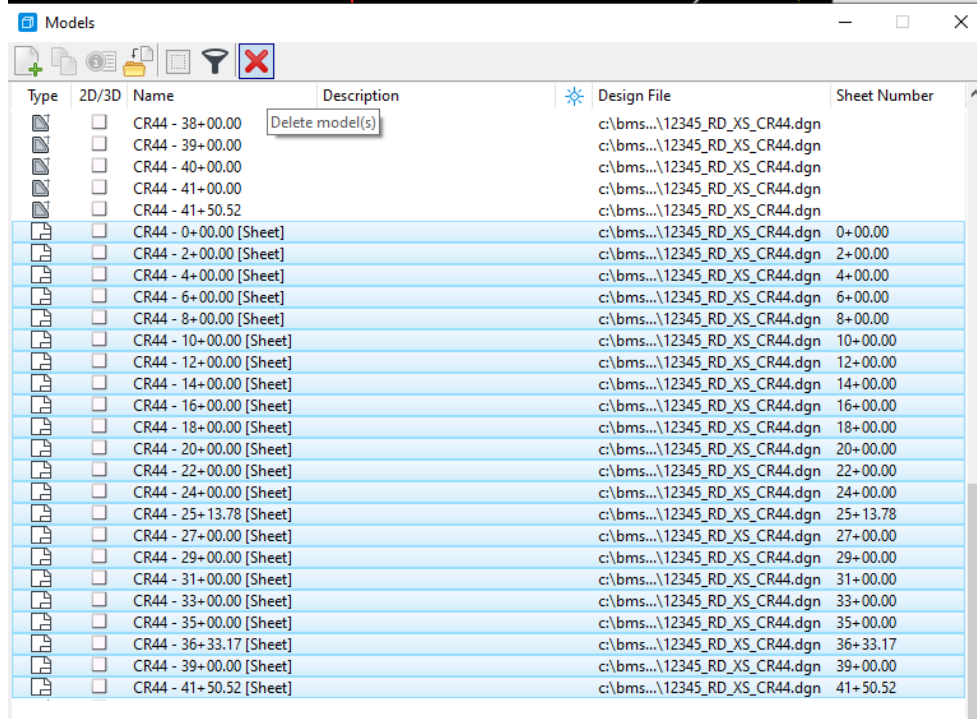 Models
Type 2D/3D Name Description Design File Sheet Number
CR44 - 38+00.00 c:\bms...\12345_RD_XS_CR44.dgn
Delete model(s)
CR44 - 39+00.00 c:\bms...\12345_RD_XS_CR44.dgn
CR44 - 40+00.00 c:\bms...\12345_RD_XS_CR44.dgn
CR44 - 41+00.00 c:\bms...\12345_RD_XS_CR44.dgn
CR44 - 41+50.52 c:\bms...\12345_RD_XS_CR44.dgn
CR44 - 0+00.00 [Sheet] c:\bms...\12345_RD_XS_CR44.dgn 0+00.00
CR44 - 2+00.00 [Sheet] c:\bms...\12345_RD_XS_CR44.dgn 2+00.00
CR44 - 4+00.00 [Sheet] c:\bms...\12345_RD_XS_CR44.dgn 4+00.00
CR44 - 6+00.00 [Sheet] c:\bms...\12345_RD_XS_CR44.dgn 6+00.00
CR44 - 8+00.00 [Sheet] c:\bms...\12345_RD_XS_CR44.dgn 8+00.00
CR44 - 10+00.00 [Sheet] c:\bms...\12345_RD_XS_CR44.dgn 10+00.00
CR44 - 12+00.00 [Sheet] c:\bms...\12345_RD_XS_CR44.dgn 12+00.00
CR44 - 14+00.00 [Sheet] c:\bms...\12345_RD_XS_CR44.dgn 14+00.00
CR44 - 16+00.00 [Sheet] c:\bms...\12345_RD_XS_CR44.dgn 16+00.00
CR44 - 18+00.00 [Sheet] c:\bms...\12345_RD_XS_CR44.dgn 18+00.00
CR44 - 20+00.00 [Sheet] c:\bms...\12345_RD_XS_CR44.dgn 20+00.00
CR44 - 22+00.00 [Sheet] c:\bms...\12345_RD_XS_CR44.dgn 22+00.00
CR44 - 24+00.00 [Sheet] c:\bms...\12345_RD_XS_CR44.dgn 24+00.00
CR44 - 25+13.78 [Sheet] c:\bms...\12345_RD_XS_CR44.dgn 25+13.78
CR44 - 27+00.00 [Sheet] c:\bms...\12345_RD_XS_CR44.dgn 27+00.00
CR44 - 29+00.00 [Sheet] c:\bms...\12345_RD_XS_CR44.dgn 29+00.00
CR44 - 31+00.00 [Sheet] c:\bms...\12345_RD_XS_CR44.dgn 31+00.00
CR44 - 33+00.00 [Sheet] c:\bms...\12345_RD_XS_CR44.dgn 33+00.00
CR44 - 35+00.00 [Sheet] c:\bms...\12345_RD_XS_CR44.dgn 35+00.00
CR44 - 36+33.17 [Sheet] c:\bms...\12345_RD_XS_CR44.dgn 36+33.17
CR44 - 39+00.00 [Sheet] c:\bms...\12345_RD_XS_CR44.dgn 39+00.00
CR44 - 41+50.52 [Sheet] c:\bms...\12345_RD_XS_CR44.dgn 41+50.52